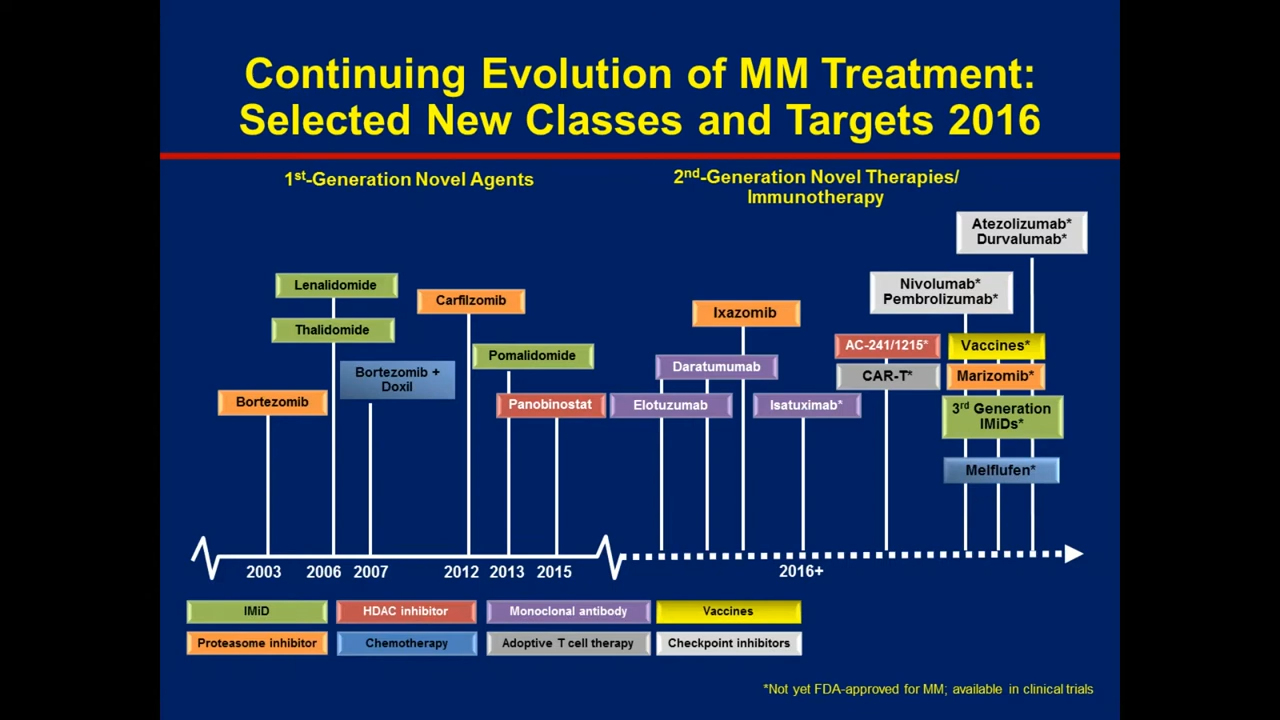 Continuing Evolution of MM Treatment:
Selected New Classes and Targets 2016
1st-Generation Novel Agents
2nd-Generation Novel Therapies/
Immunotherapy
Atezolizumab*
Durvalumab*
Lenalidomide
Carfilzomib
Nivolumab*
Pembrolizumab*
Ixazomib
Thalidomide
Pomalidomide
AC-241/1215*
Vaccines*
Bortezomib +
Doxil
Daratumumab
CAR-T*
Marizomib*
Bortezomib
Panobinostat
Elotuzumab
Isatuximab*
3rd Generation
IMiDs*
Melflufen*
2003
2006
2007
2012
2013
2015
2016+
IMiD
HDAC inhibitor
Monoclonal antibody
Vaccines
Proteasome inhibitor
Chemotherapy
Adoptive T cell therapy
Checkpoint inhibitors
*Not yet FDA-approved for MM; available in clinical trials